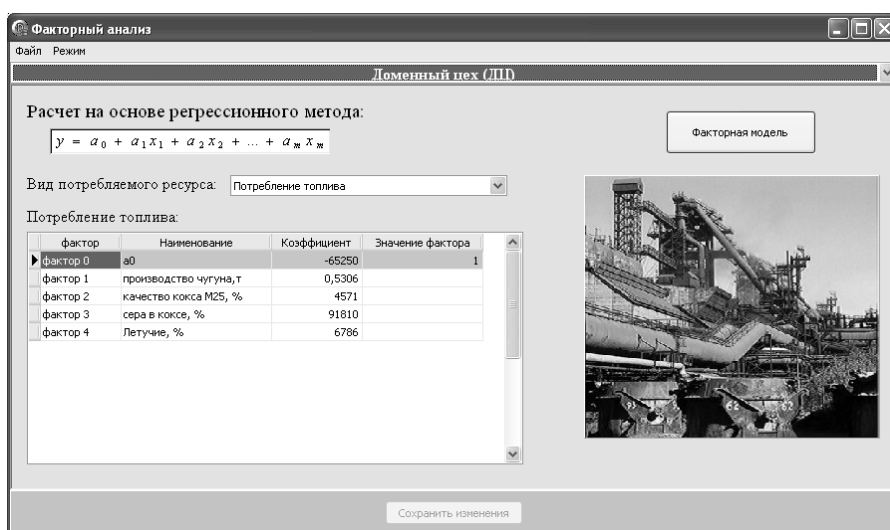 Факторный анализ
Файл Режим
Доменный цех (ДЦ)
Расчет на основе регрессионного метода:
y = a₀ + a₁x₁ + a₂x₂ + ... + aₘxₘ
Факторная модель
Вид потребляемого ресурса: Потребление топлива
Потребление топлива:
фактор Наименование Коэффициент Значение фактора
фактор 0 a0 -65250 1
фактор 1 производство чугуна,т 0,5306
фактор 2 качество кокса М25, % 4571
фактор 3 сера в коксе, % 91810
фактор 4 Летучие, % 6786
93 62 62
Сохранить изменения